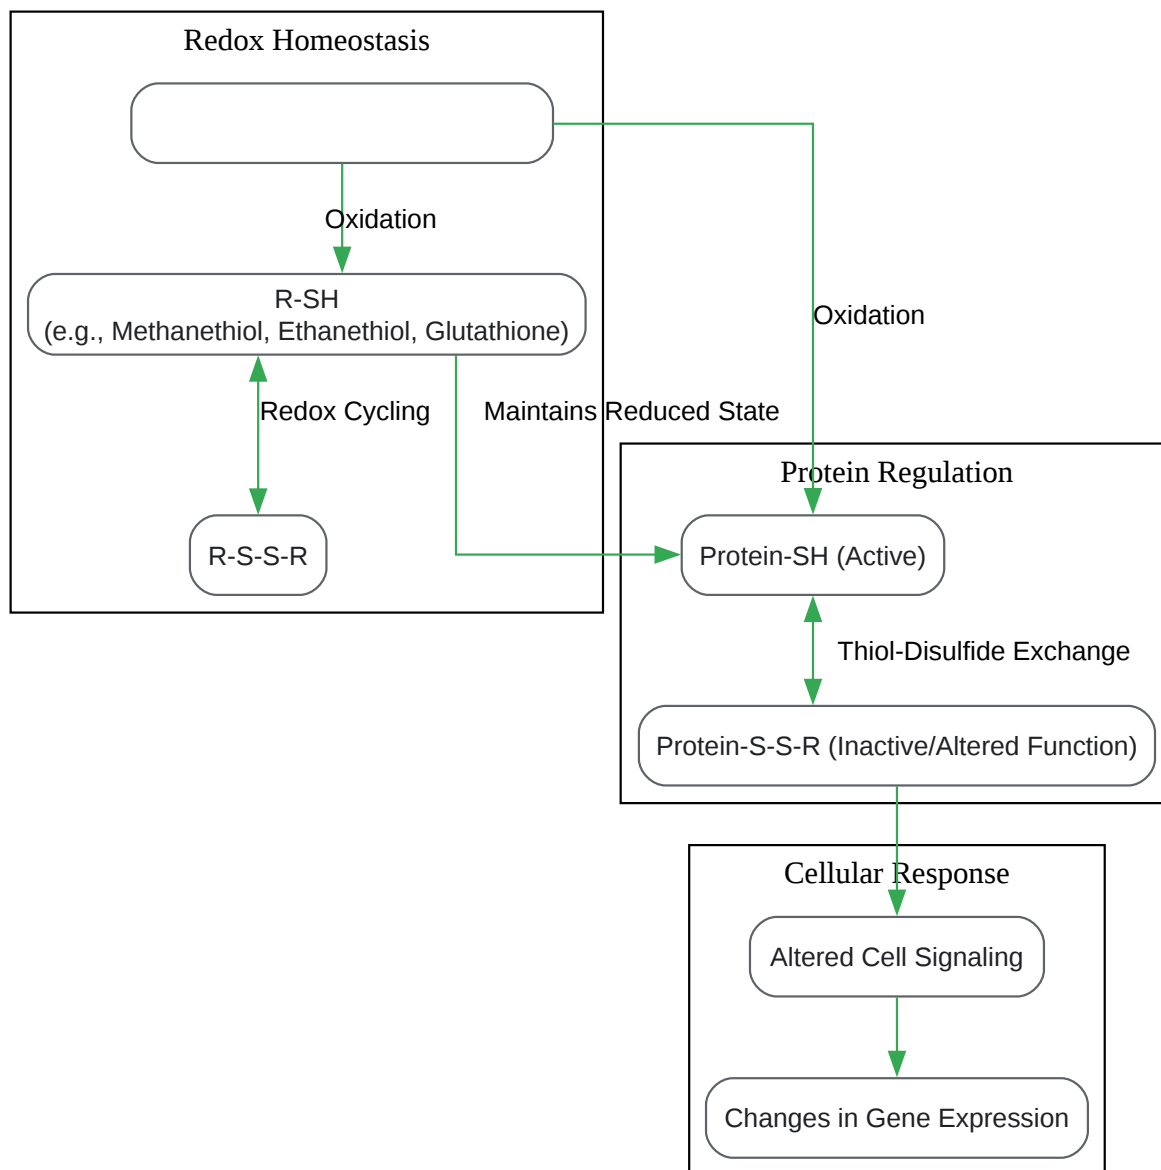 Redox Homeostasis
Oxidation
R-SH
(e.g., Methanethiol, Ethanethiol, Glutathione)
Oxidation
Redox Cycling
Maintains Reduced State
Protein Regulation
R-S-S-R
Protein-SH (Active)
Thiol-Disulfide Exchange
Protein-S-S-R (Inactive/Altered Function)
Cellular Response
Altered Cell Signaling
Changes in Gene Expression